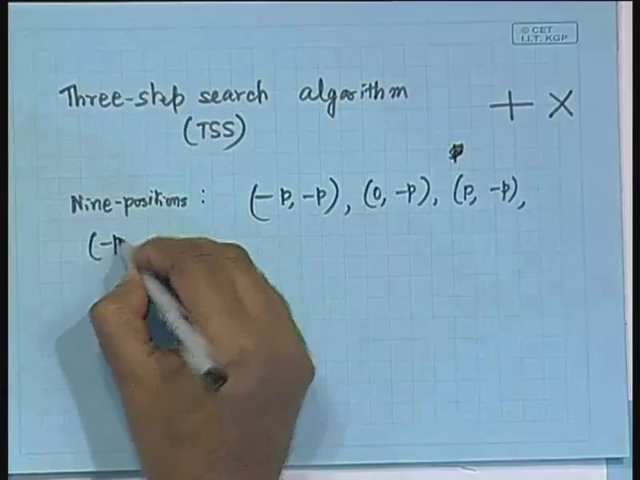 © CET
I.I.T. KGP
Three-step search algorithm
(TSS)
+ ×
Nine-positions : (-p, -p), (0, -p), (p, -p),
(-p